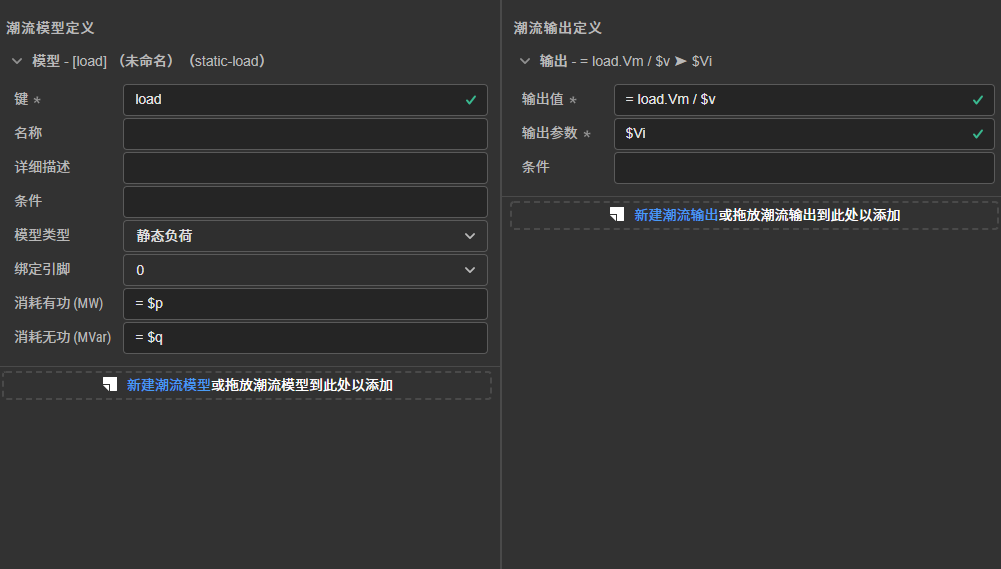 潮流模型定义
模型 - [load] （未命名）（static-load）
键 *
load
名称
详细描述
条件
模型类型
静态负荷
绑定引脚
0
消耗有功 (MW)
= $p
消耗无功 (MVar)
= $q
新建潮流模型或拖放潮流模型到此处以添加
潮流输出定义
输出 - = load.Vm / $v ➤ $Vi
输出值 *
= load.Vm / $v
输出参数 *
$Vi
条件
新建潮流输出或拖放潮流输出到此处以添加